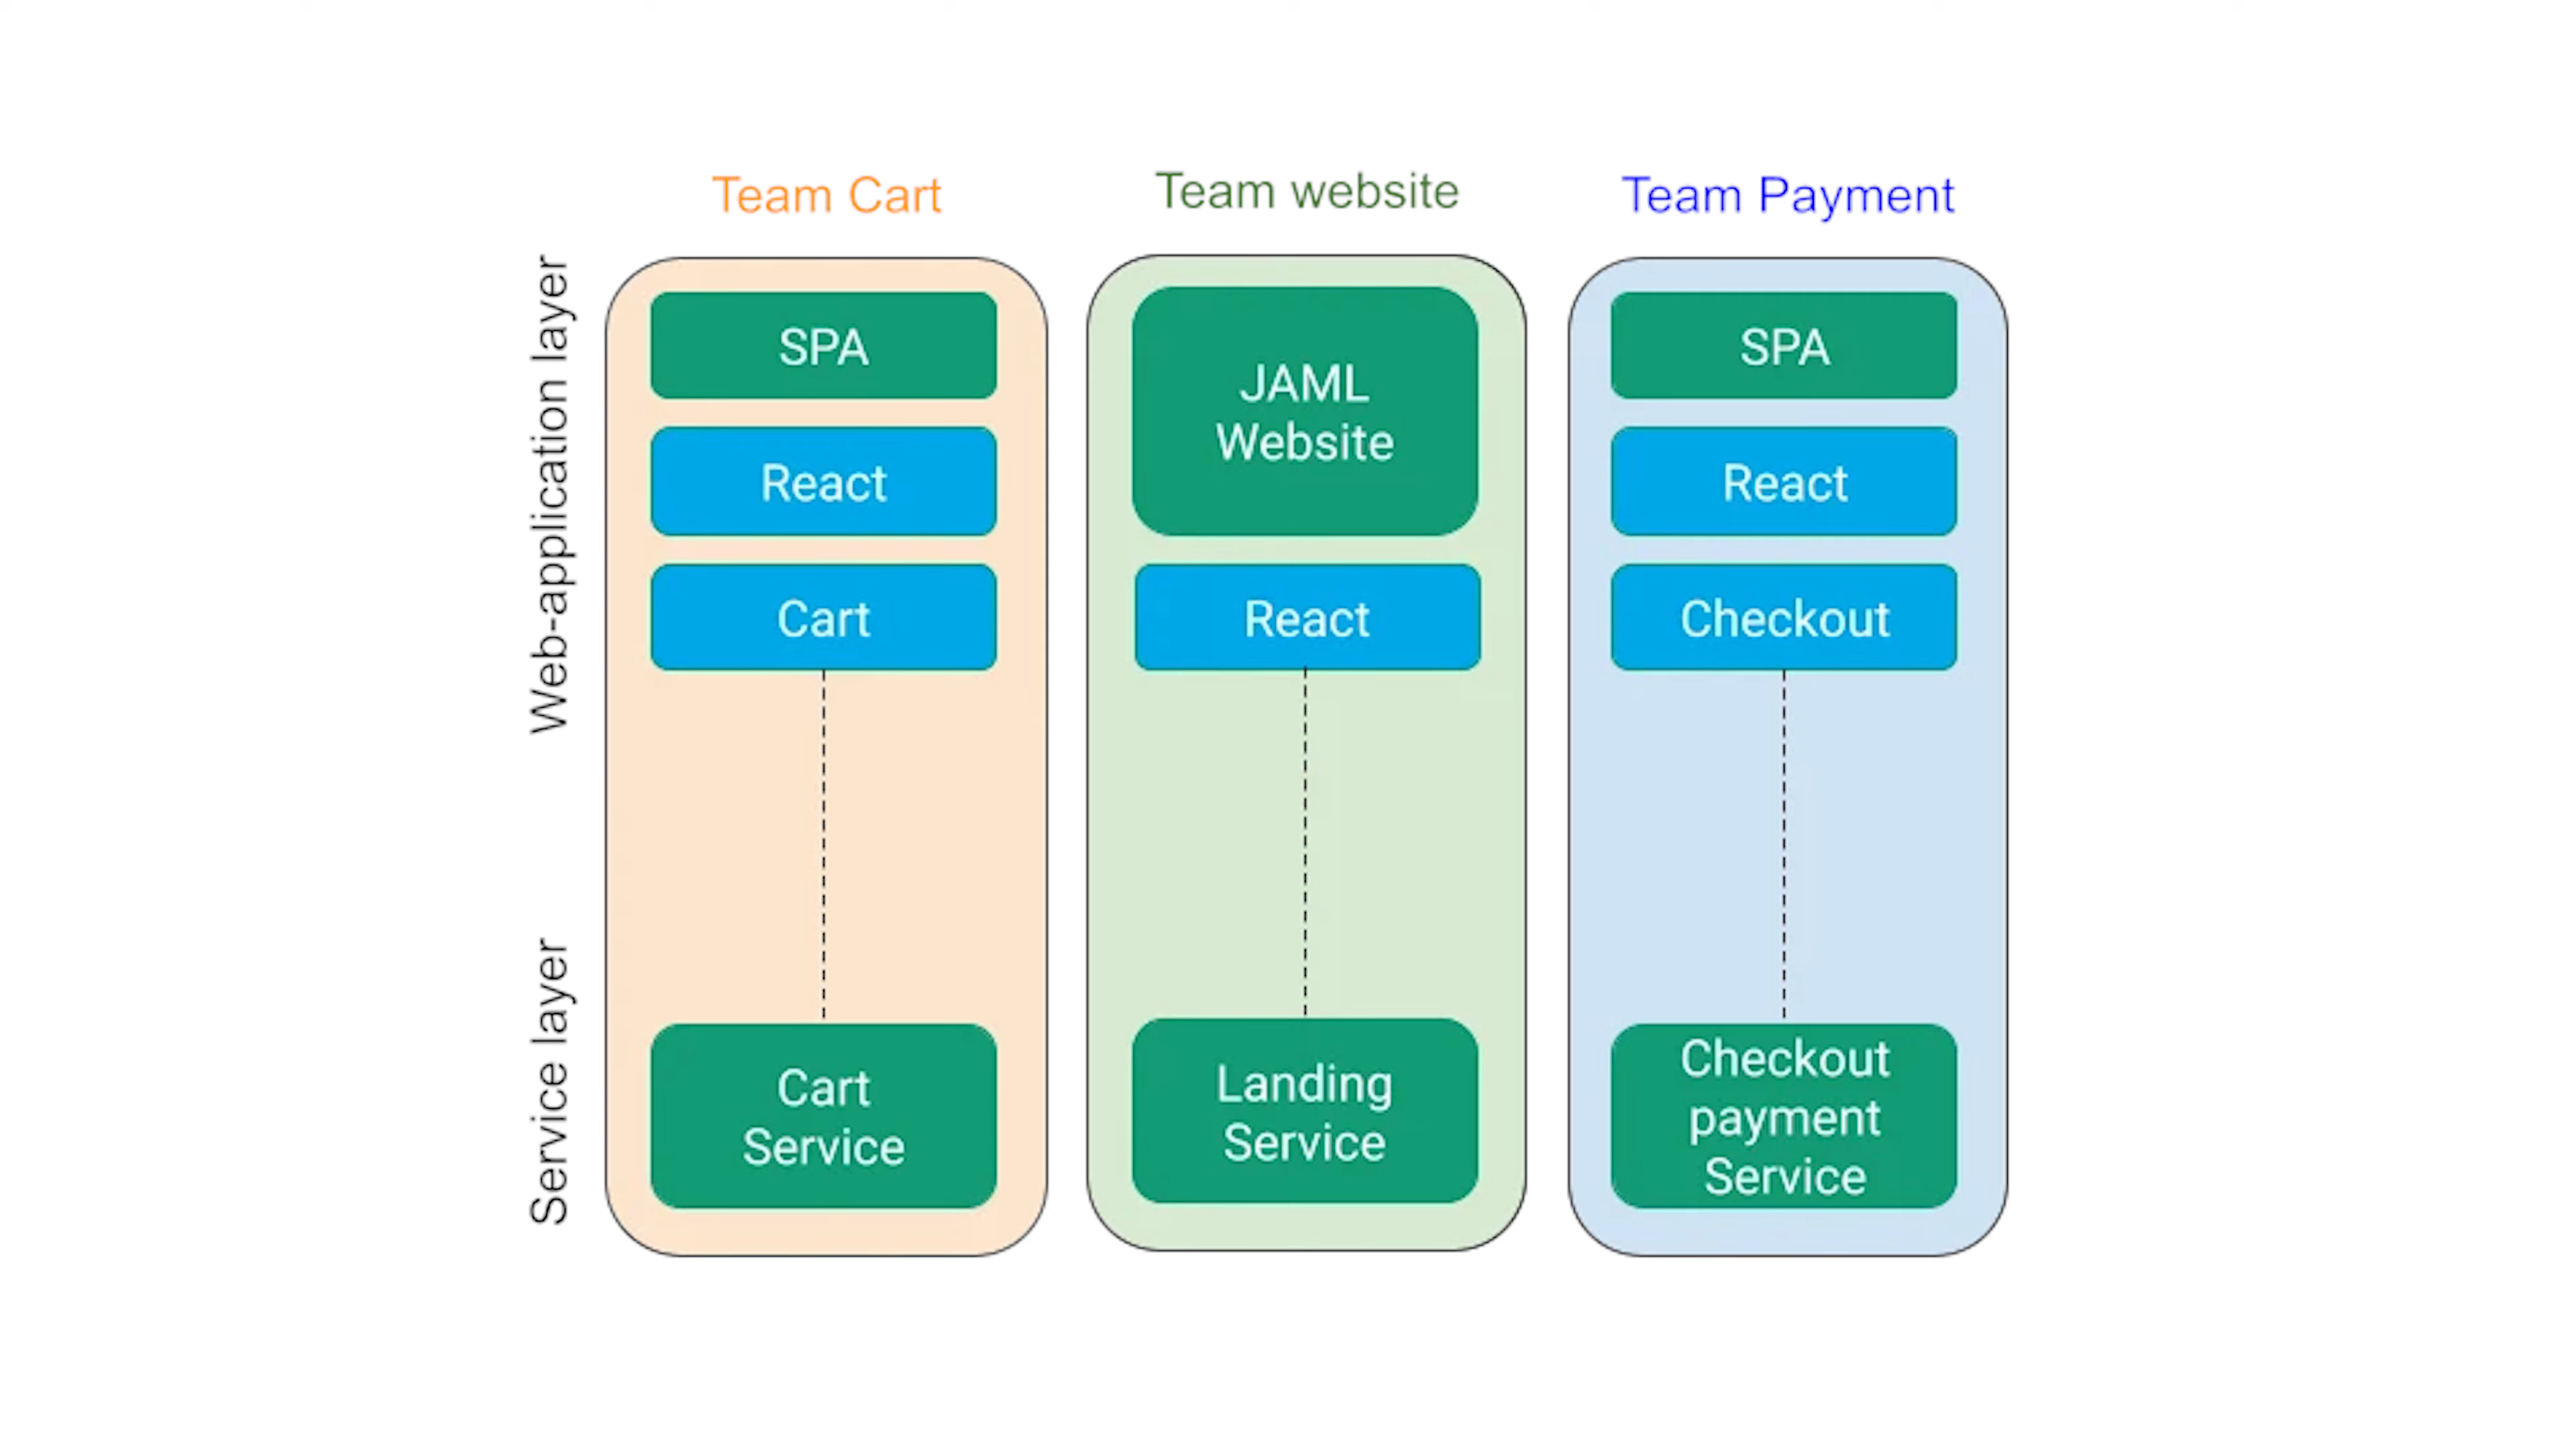 Team Cart
Team website
Team Payment
Web-application layer
SPA
React
Cart
JAML
Website
React
SPA
React
Checkout
Service layer
Cart
Service
Landing
Service
Checkout
payment
Service